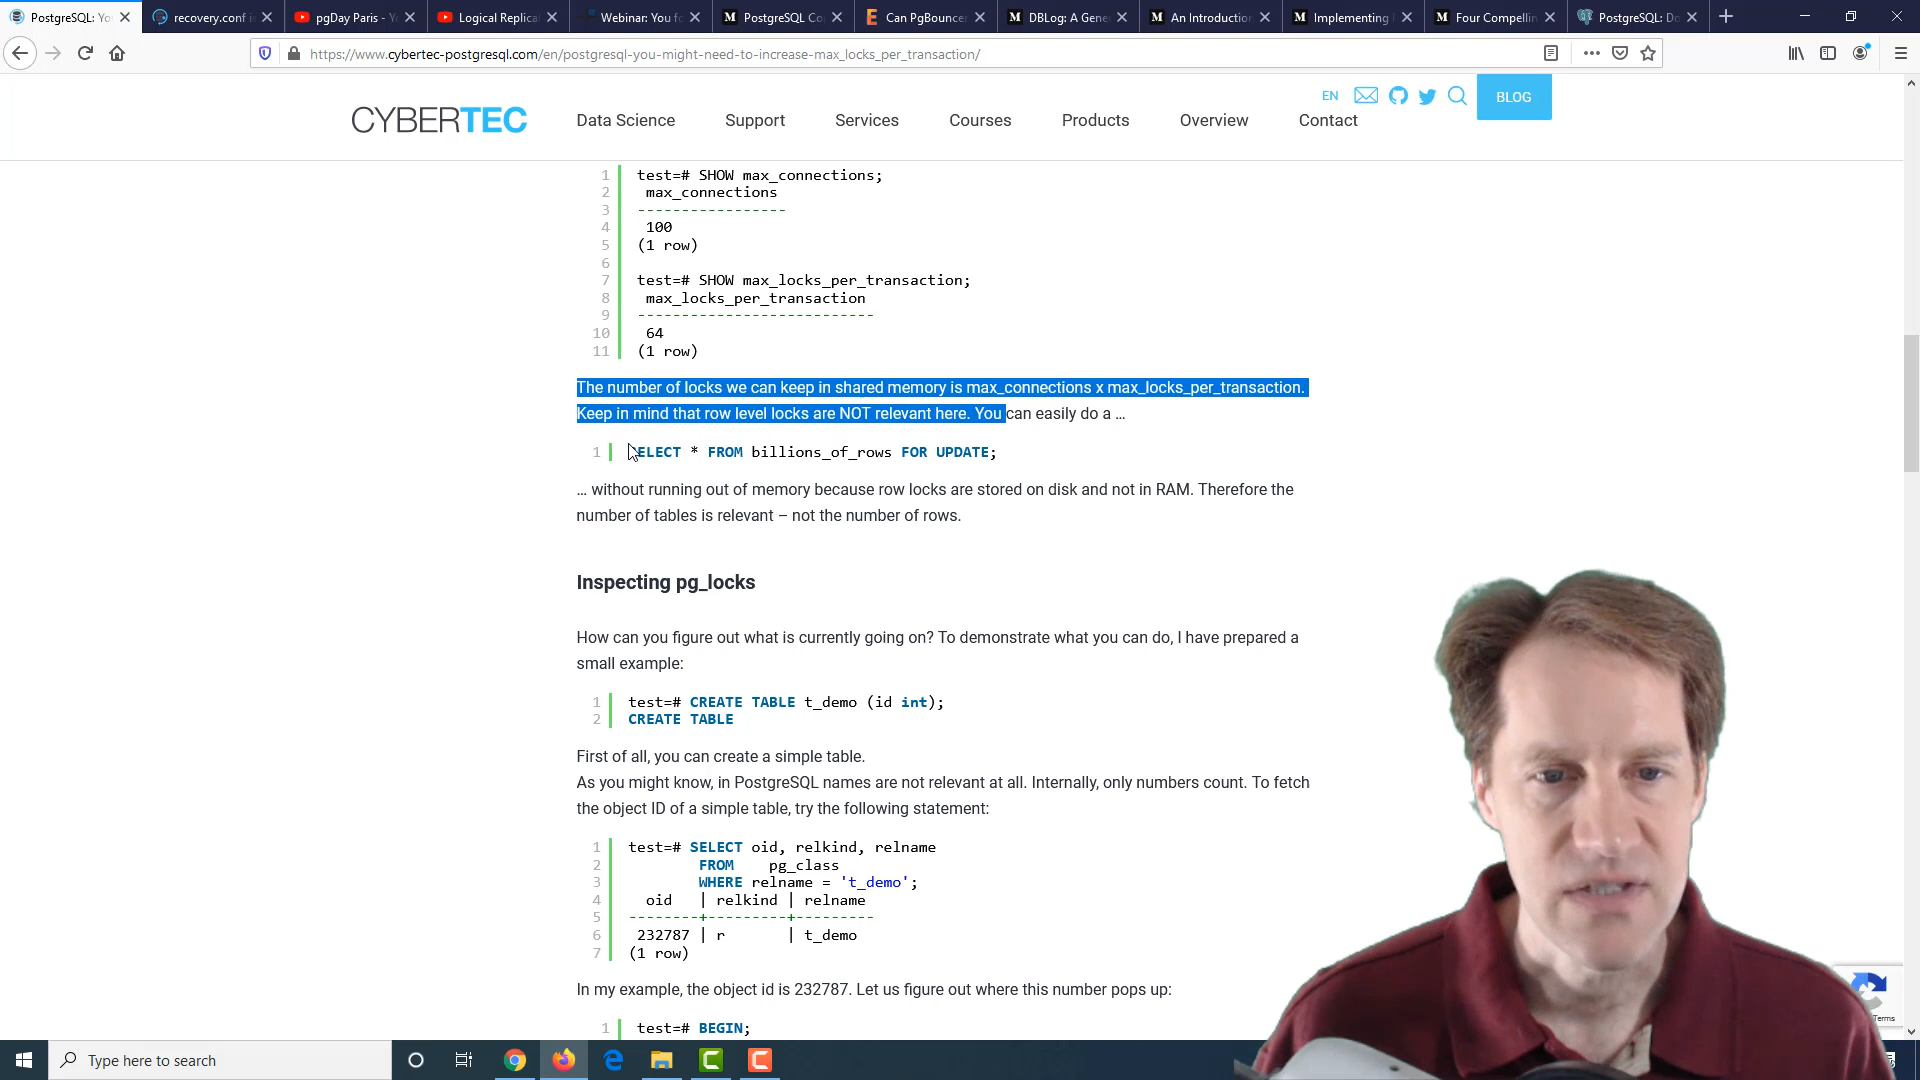 PostgreSQL: Yo
recovery.conf is
pgDay Paris - Yo
Logical Replica
Webinar: You f
PostgreSQL Co
Can PgBouncer
DBLog: A Gene
An Introduction
Implementing
Four Compellin
PostgreSQL: Do
https://www.cybertec-postgresql.com/en/postgresql-you-might-need-to-increase-max_locks_per_transaction/
CYBERTEC
EN
BLOG
Data Science
Support
Services
Courses
Products
Overview
Contact
1 test=# SHOW max_connections;
2 max_connections
3 -----------------
4 100
5 (1 row)
6
7 test=# SHOW max_locks_per_transaction;
8 max_locks_per_transaction
9 ---------------------------
10 64
11 (1 row)
The number of locks we can keep in shared memory is max_connections x max_locks_per_transaction.
Keep in mind that row level locks are NOT relevant here. You can easily do a …
1 SELECT * FROM billions_of_rows FOR UPDATE;
… without running out of memory because row locks are stored on disk and not in RAM. Therefore the
number of tables is relevant – not the number of rows.
Inspecting pg_locks
How can you figure out what is currently going on? To demonstrate what you can do, I have prepared a
small example:
1 test=# CREATE TABLE t_demo (id int);
2 CREATE TABLE
First of all, you can create a simple table.
As you might know, in PostgreSQL names are not relevant at all. Internally, only numbers count. To fetch
the object ID of a simple table, try the following statement:
1 test=# SELECT oid, relkind, relname
2 FROM pg_class
3 WHERE relname = 't_demo';
4 oid | relkind | relname
5 --------+---------+---------
6 232787 | r | t_demo
7 (1 row)
In my example, the object id is 232787. Let us figure out where this number pops up:
1 test=# BEGIN;
Terms
Type here to search